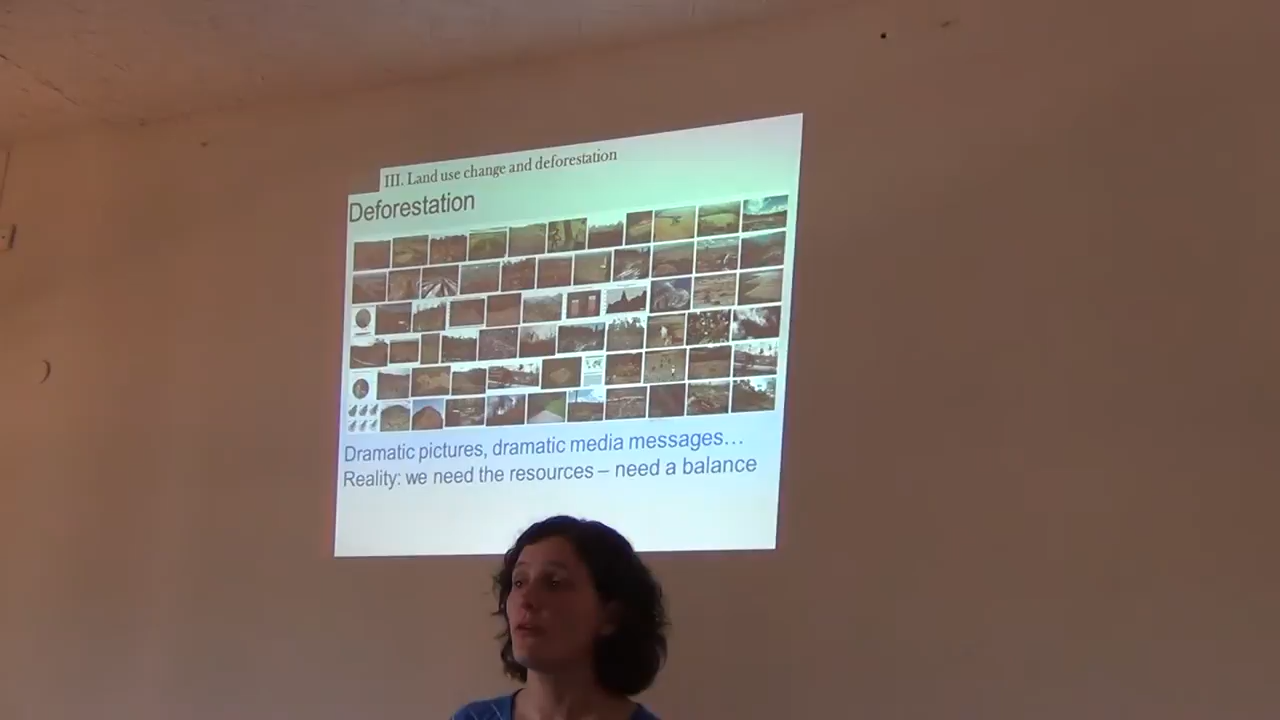 III. Land use change and deforestation
Deforestation
Dramatic pictures, dramatic media messages…
Reality: we need the resources – need a balance